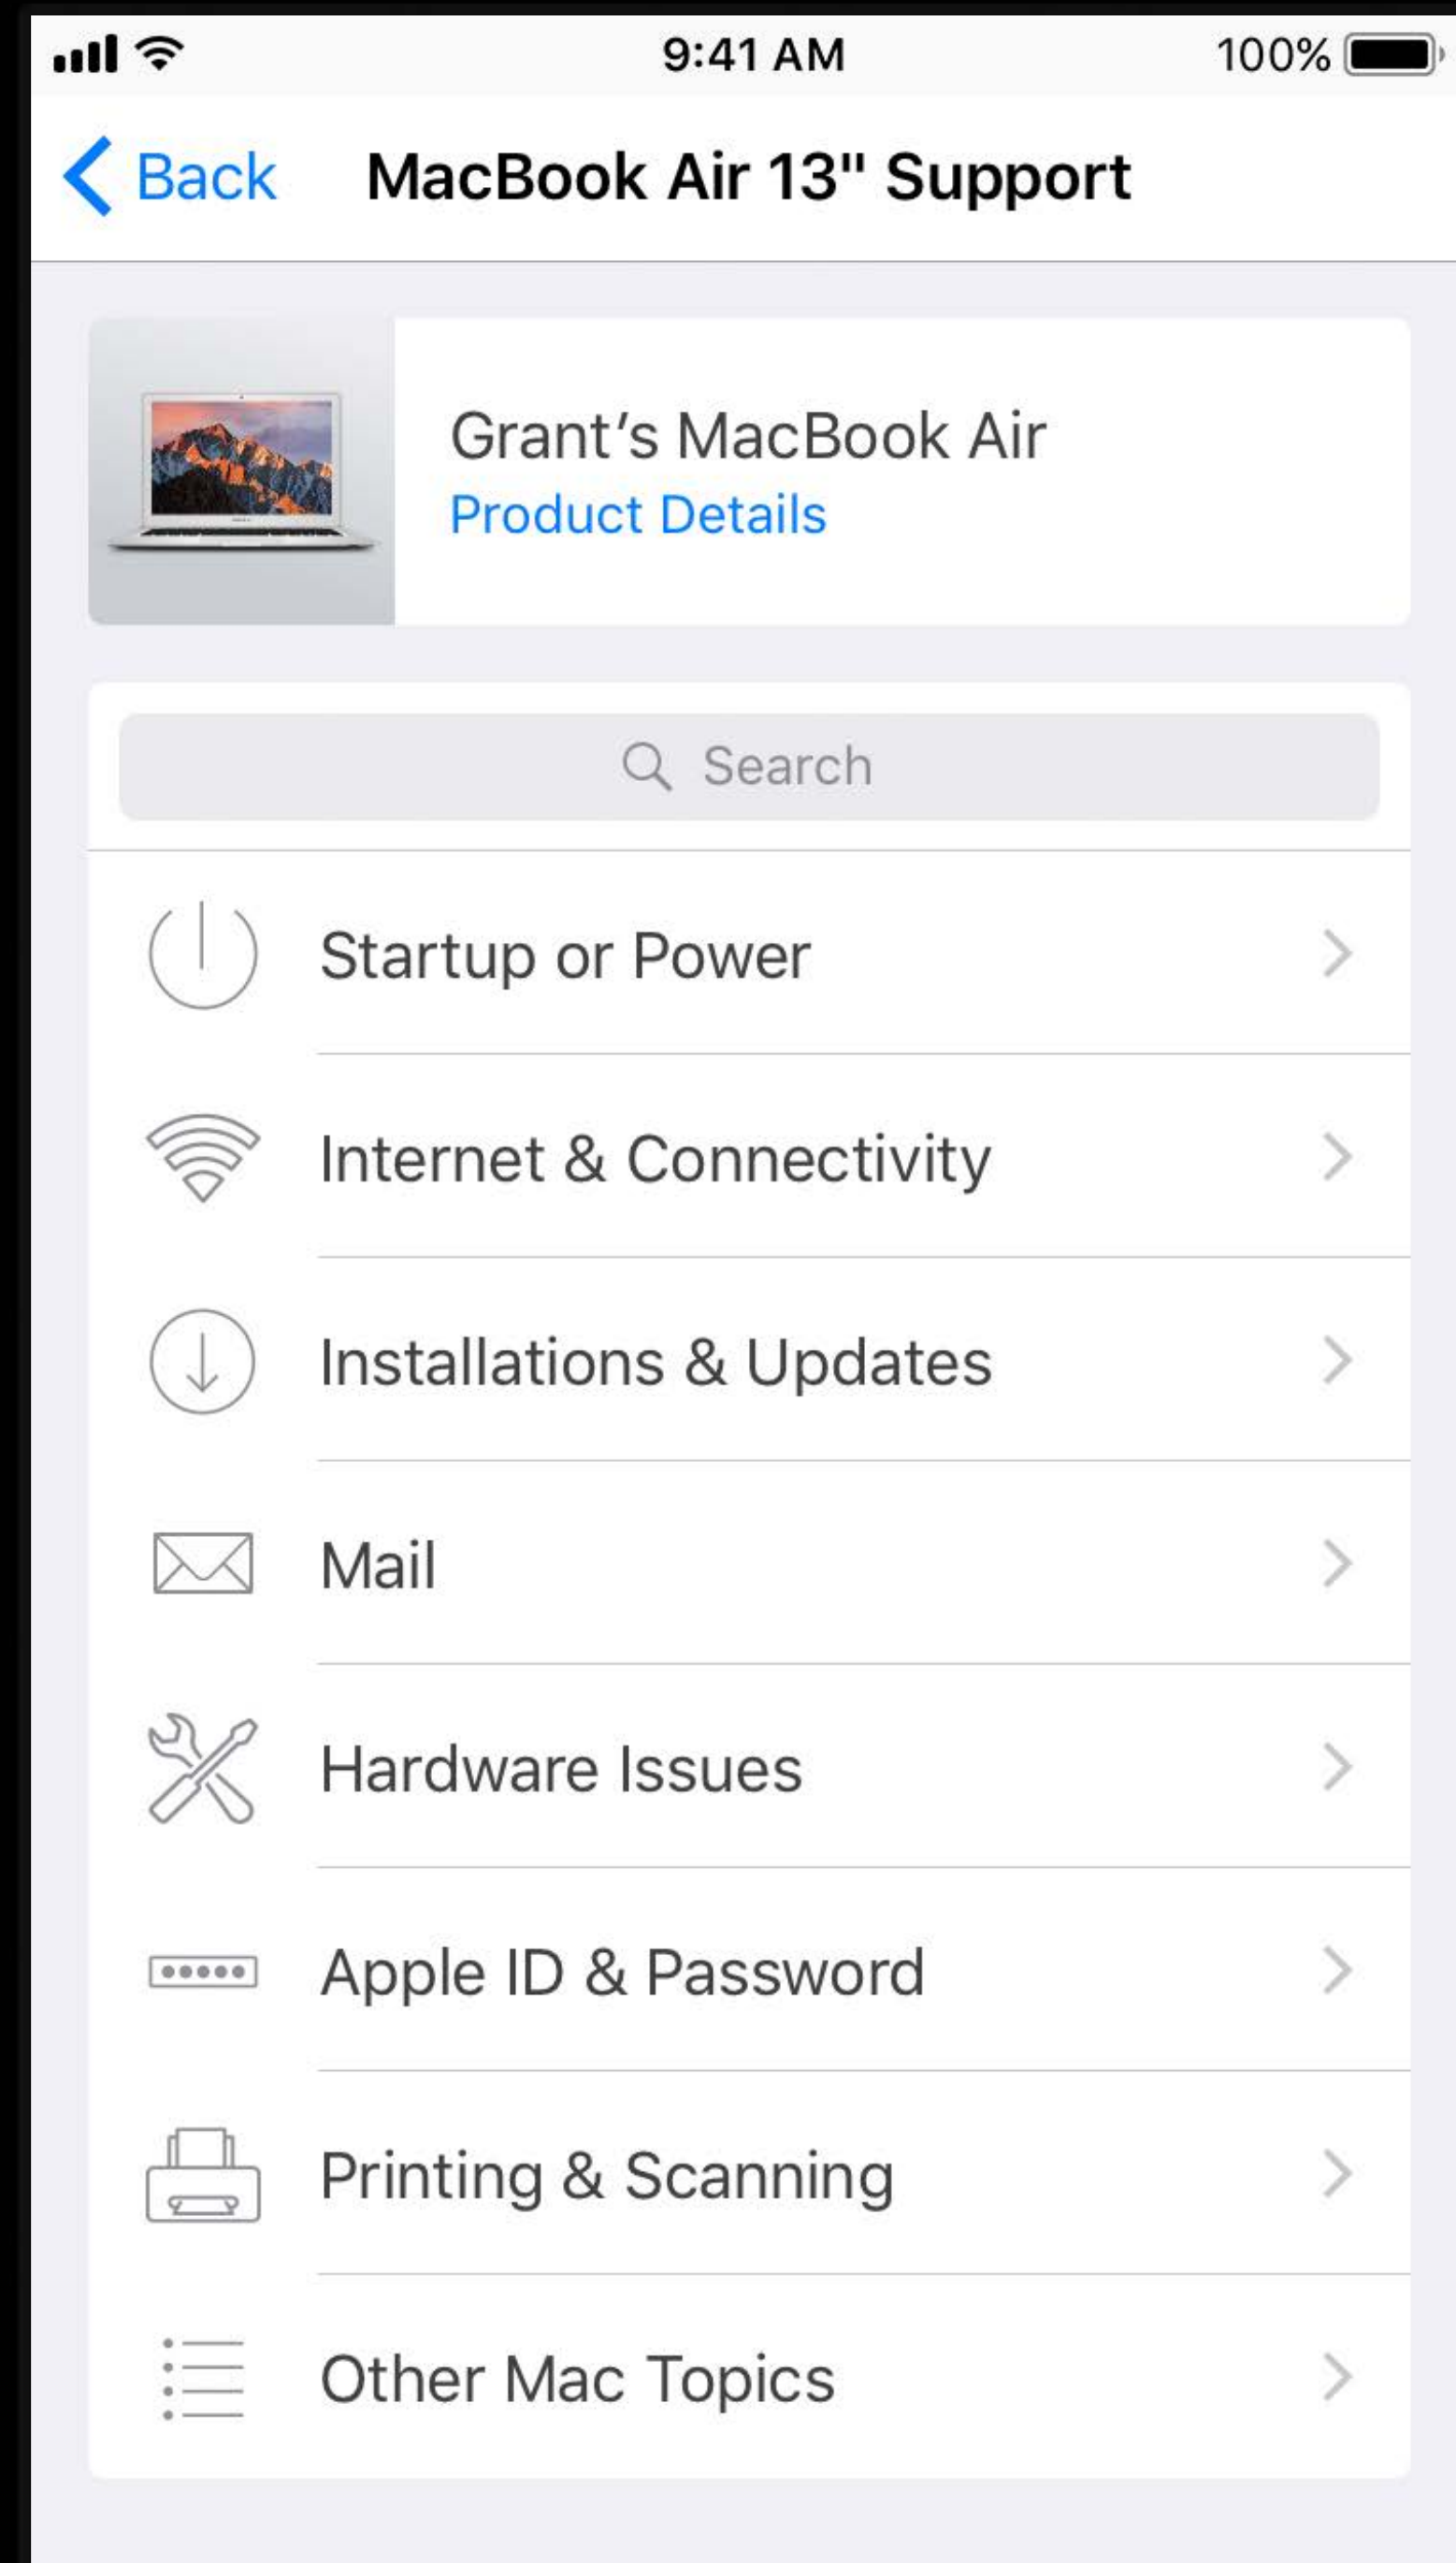 9:41 AM 100%
Back MacBook Air 13" Support
Grant’s MacBook Air
Product Details
Search
Startup or Power
Internet & Connectivity
Installations & Updates
Mail
Hardware Issues
Apple ID & Password
Printing & Scanning
Other Mac Topics